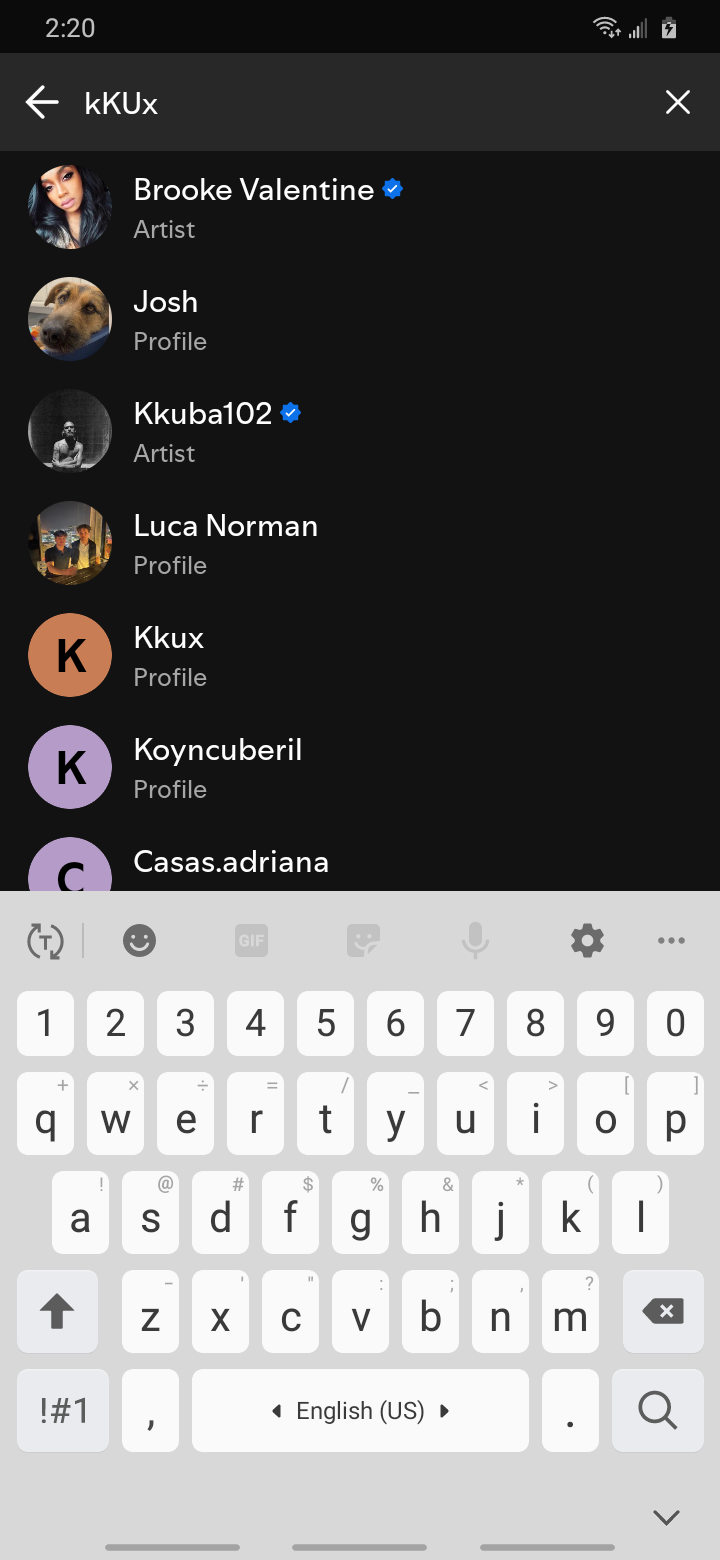 2:20
kKUx
Brooke Valentine
Artist
Josh
Profile
Kkuba102
Artist
Luca Norman
Profile
K
Kkux
Profile
K
Koyncuberil
Profile
C
Casas.adriana
T GIF
1 2 3 4 5 6 7 8 9 0
+ × ÷ = / _ < > [ ]
q w e r t y u i o p
! @ # $ % & * ( )
a s d f g h j k l
- ' " : ; , ?
z x c v b n m
!#1 , English (US) .